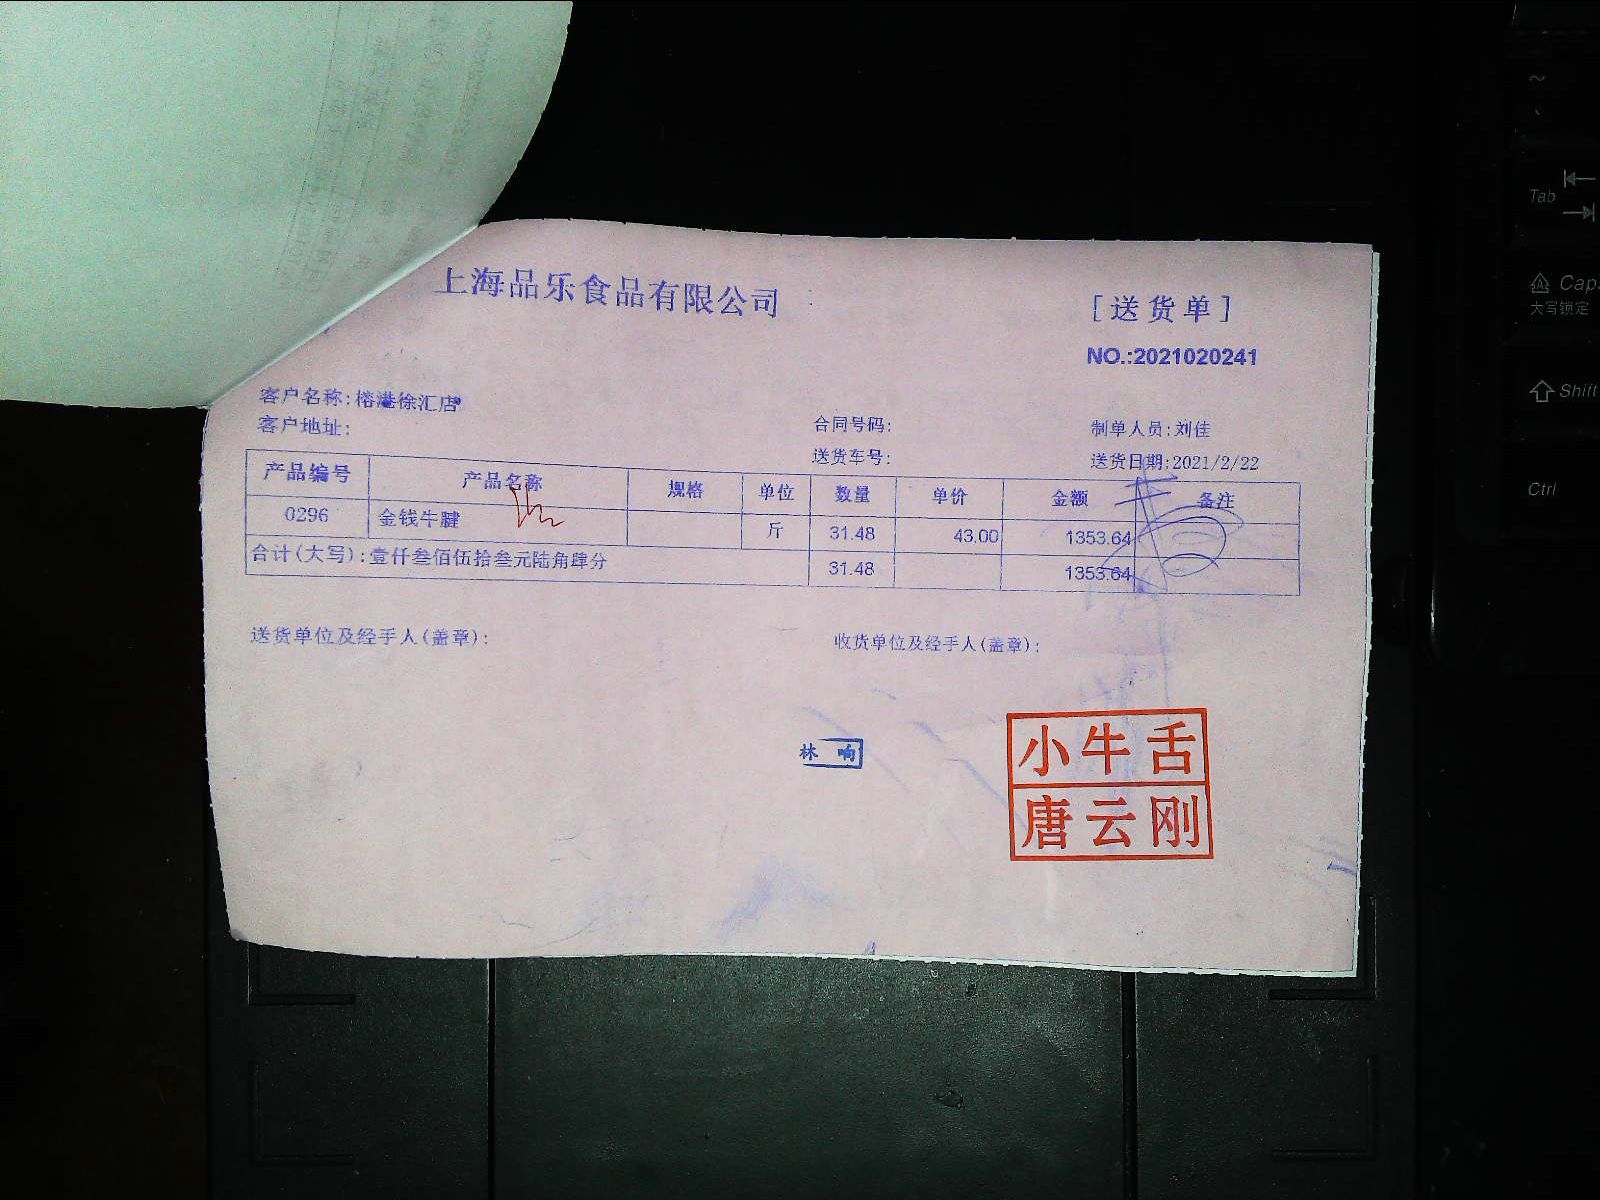 上海品乐食品有限公司
[送货单]
NO.:2021020241
客户名称:榕港徐汇店
客户地址:
合同号码:
制单人员:刘佳
送货车号:
送货日期:2021/2/22
产品编号 产品名称 规格 单位 数量 单价 金额 备注
0296 金钱牛腱 斤 31.48 43.00 1353.64
合计(大写):壹仟叁佰伍拾叁元陆角肆分 31.48 1353.64
送货单位及经手人(盖章):
收货单位及经手人(盖章):
林 响
小牛舌
唐云刚
~
Tab
Caps
大写锁定
Shift
Ctrl